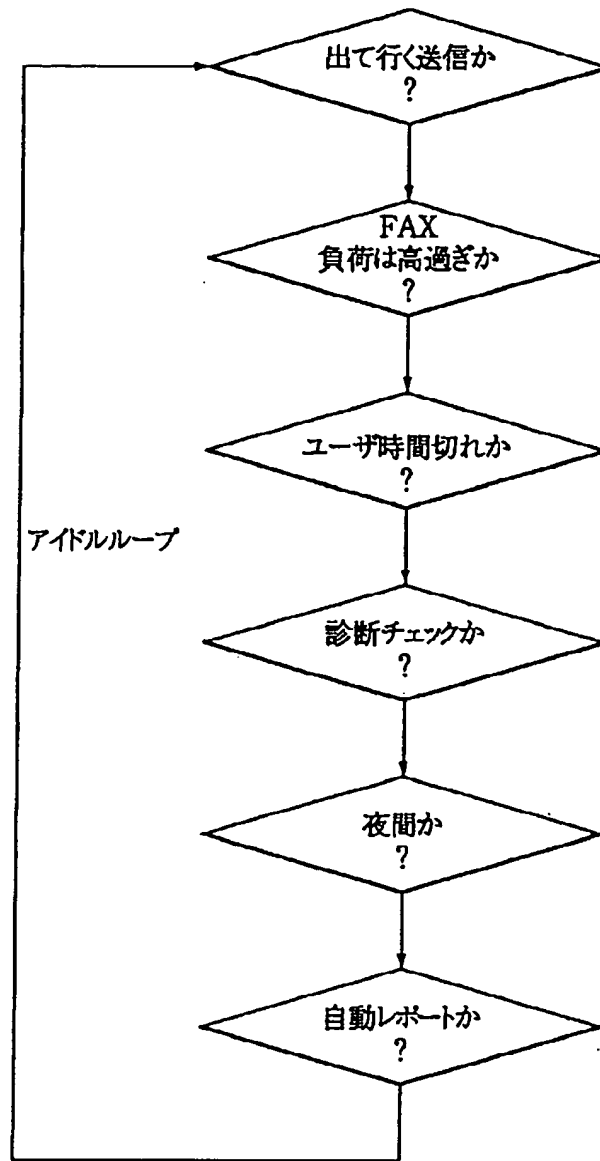 出て行く送信か
?
FAX
負荷は高過ぎか
?
ユーザ時間切れか
?
アイドルループ
診断チェックか
?
夜間か
?
自動レポートか
?